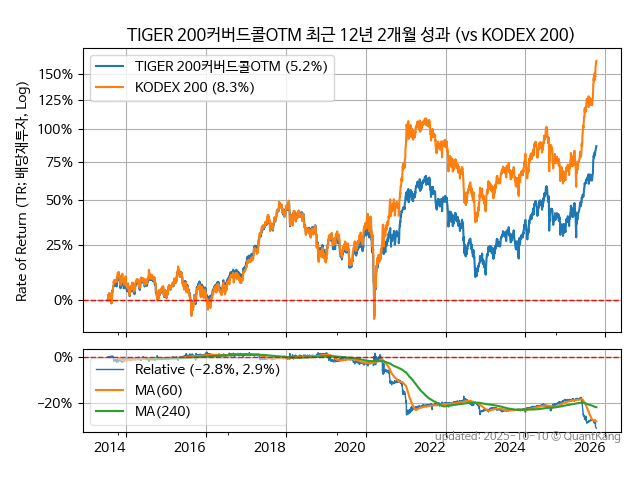 TIGER 200커버드콜OTM 최근 12년 2개월 성과 (vs KODEX 200)
Rate of Return (TR: 배당재투자, Log)
TIGER 200커버드콜OTM (5.2%)
KODEX 200 (8.3%)
150%
125%
100%
75%
50%
25%
0%
0%
−20%
Relative (−2.8%, 2.9%)
MA(60)
MA(240)
updated: 2025-10-10 © QuantKang
2014 2016 2018 2020 2022 2024 2026